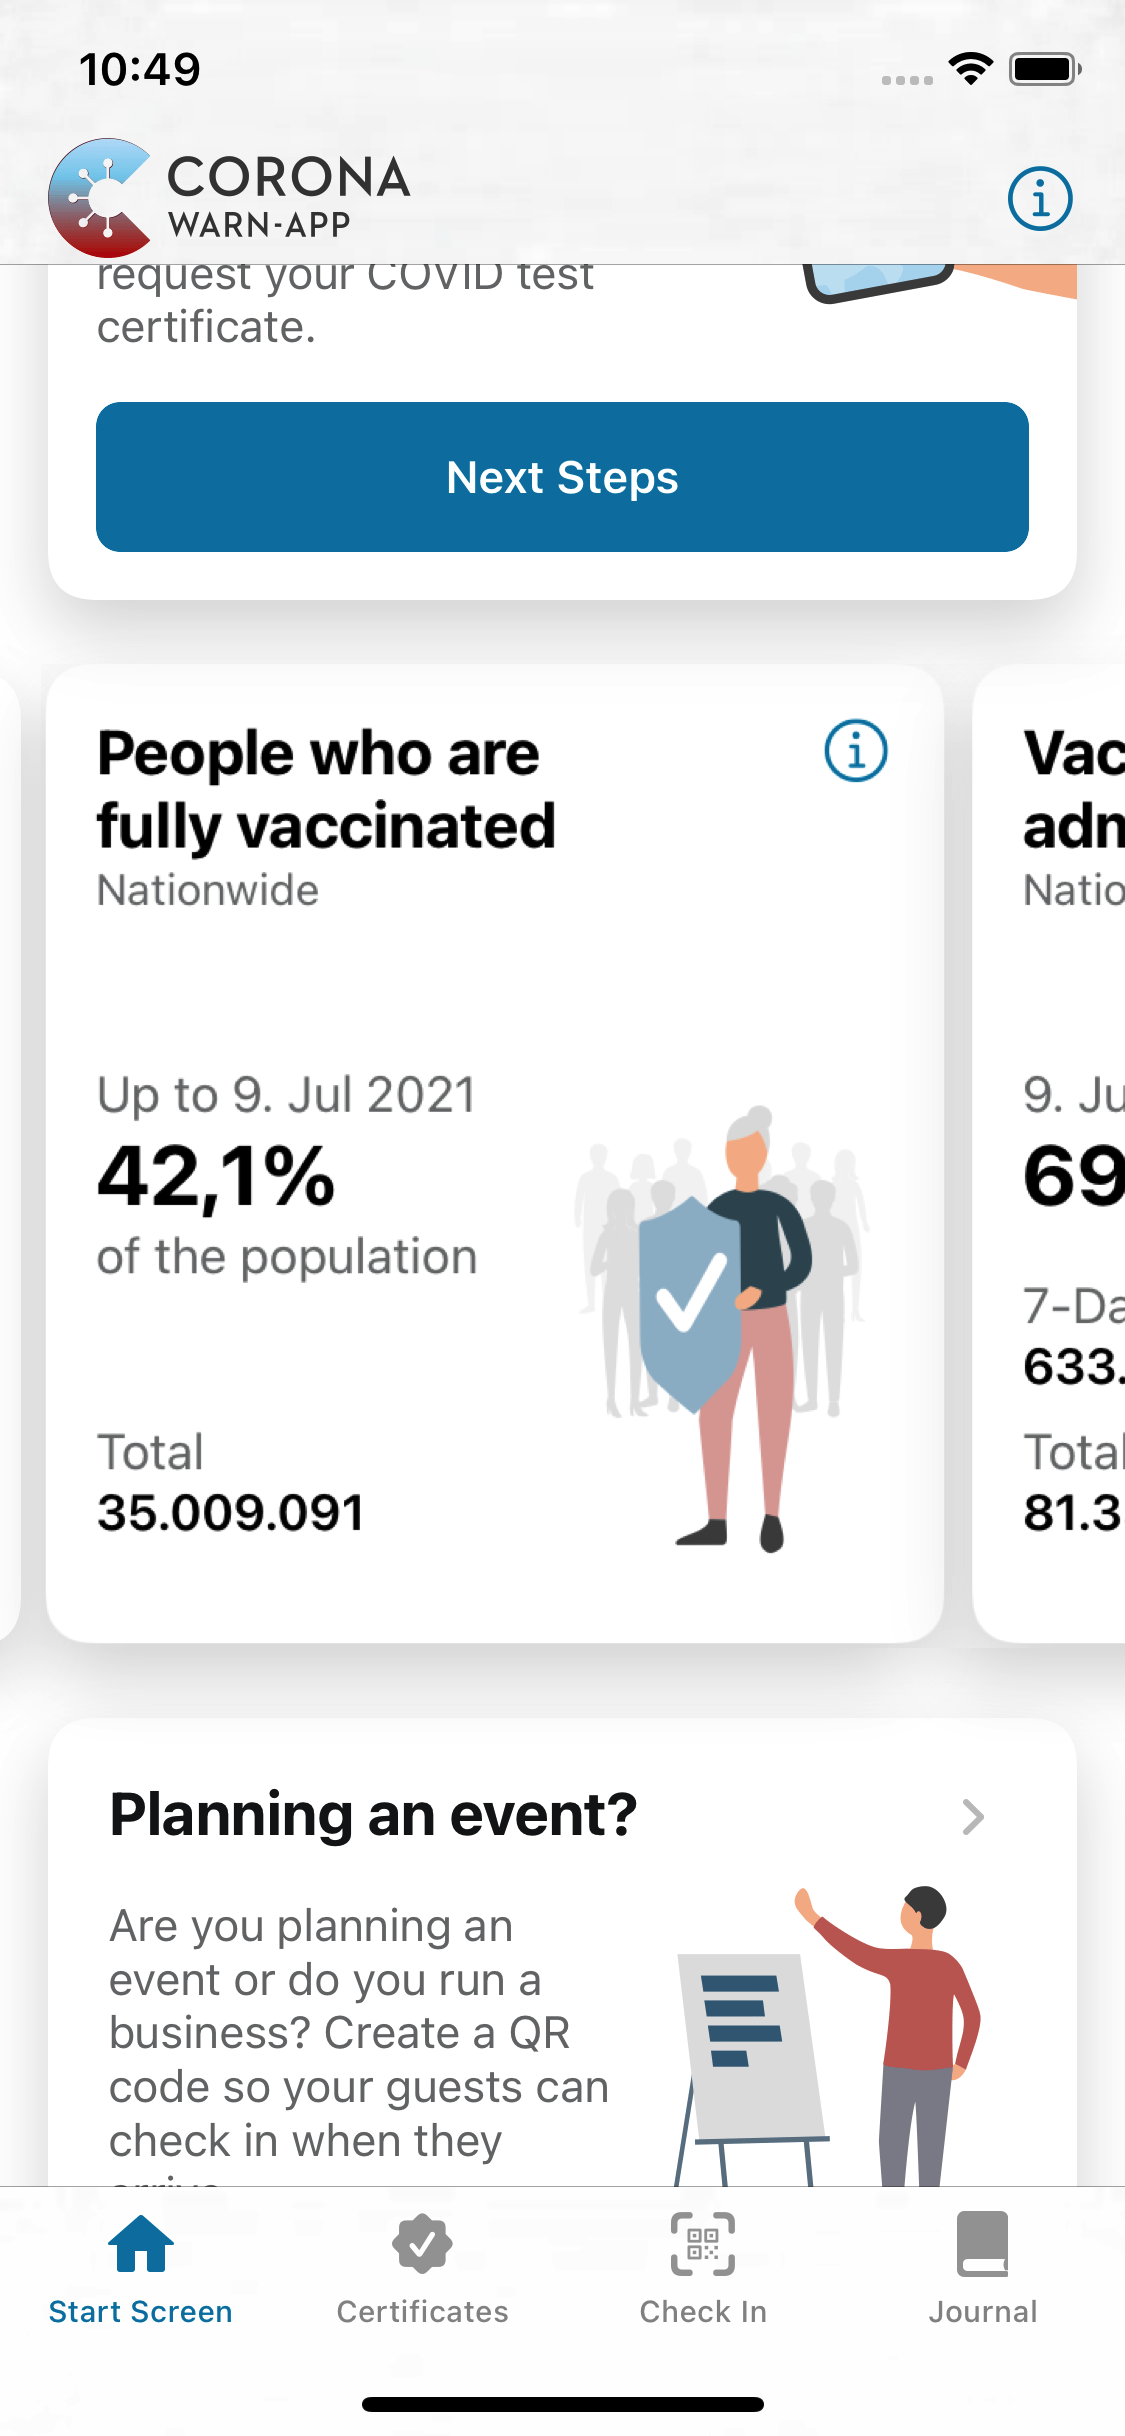 10:49
CORONA
WARN-APP
request your COVID test
certificate.
Next Steps
People who are
fully vaccinated
Nationwide
Up to 9. Jul 2021
42,1%
of the population
Total
35.009.091
Vac
adm
Natio
9. Ju
69
7-Da
633.
Total
81.3
Planning an event?
Are you planning an
event or do you run a
business? Create a QR
code so your guests can
check in when they
Start Screen
Certificates
Check In
Journal